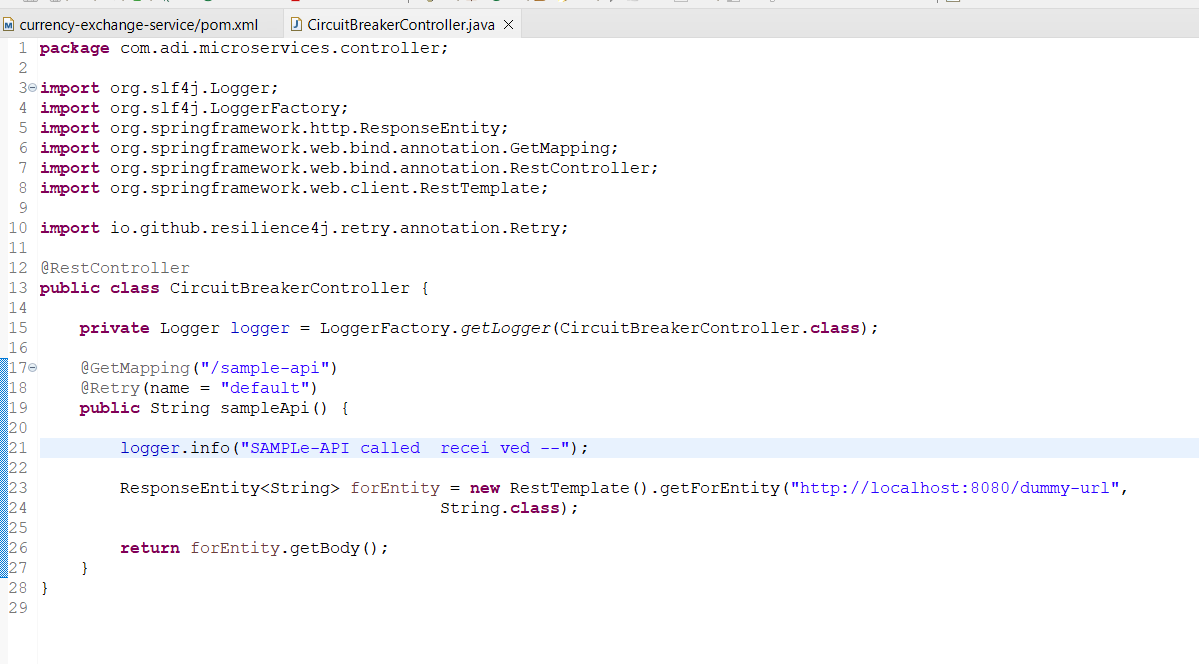 currency-exchange-service/pom.xml CircuitBreakerController.java
1 package com.adi.microservices.controller;
2
3 import org.slf4j.Logger;
4 import org.slf4j.LoggerFactory;
5 import org.springframework.http.ResponseEntity;
6 import org.springframework.web.bind.annotation.GetMapping;
7 import org.springframework.web.bind.annotation.RestController;
8 import org.springframework.web.client.RestTemplate;
9
10 import io.github.resilience4j.retry.annotation.Retry;
11
12 @RestController
13 public class CircuitBreakerController {
14
15     private Logger logger = LoggerFactory.getLogger(CircuitBreakerController.class);
16
17     @GetMapping("/sample-api")
18     @Retry(name = "default")
19     public String sampleApi() {
20
21         logger.info("SAMPLe-API called  recei ved --");
22
23         ResponseEntity<String> forEntity = new RestTemplate().getForEntity("http://localhost:8080/dummy-url",
24                                         String.class);
25
26         return forEntity.getBody();
27     }
28 }
29